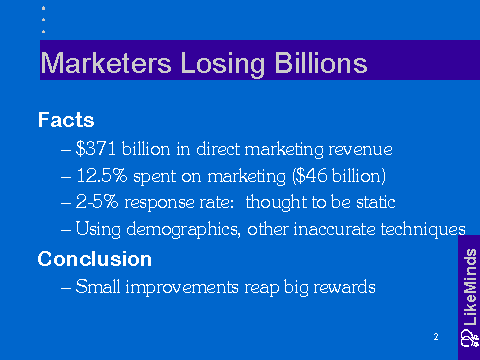 Marketers Losing Billions
Facts
– $371 billion in direct marketing revenue
– 12.5% spent on marketing ($46 billion)
– 2-5% response rate:  thought to be static
– Using demographics, other inaccurate techniques
Conclusion
– Small improvements reap big rewards
LikeMinds
2